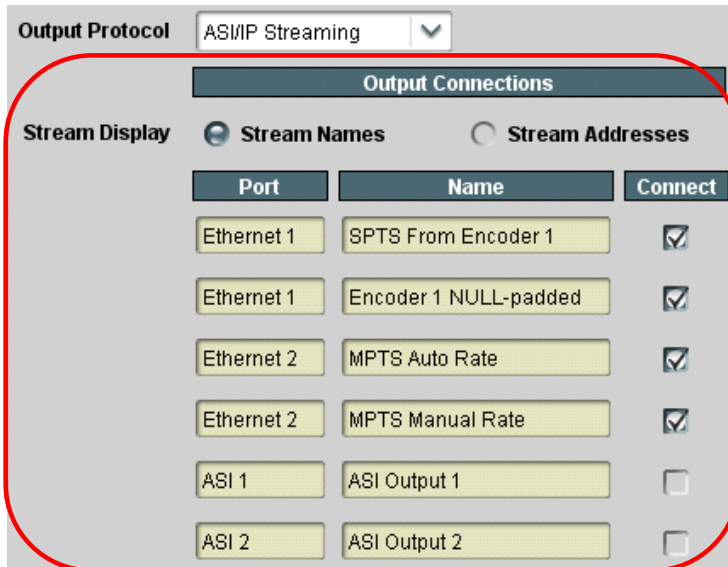 Output Protocol ASI/IP Streaming
Output Connections
Stream Display Stream Names Stream Addresses
Port Name Connect
Ethernet 1 SPTS From Encoder 1
Ethernet 1 Encoder 1 NULL-padded
Ethernet 2 MPTS Auto Rate
Ethernet 2 MPTS Manual Rate
ASI 1 ASI Output 1
ASI 2 ASI Output 2